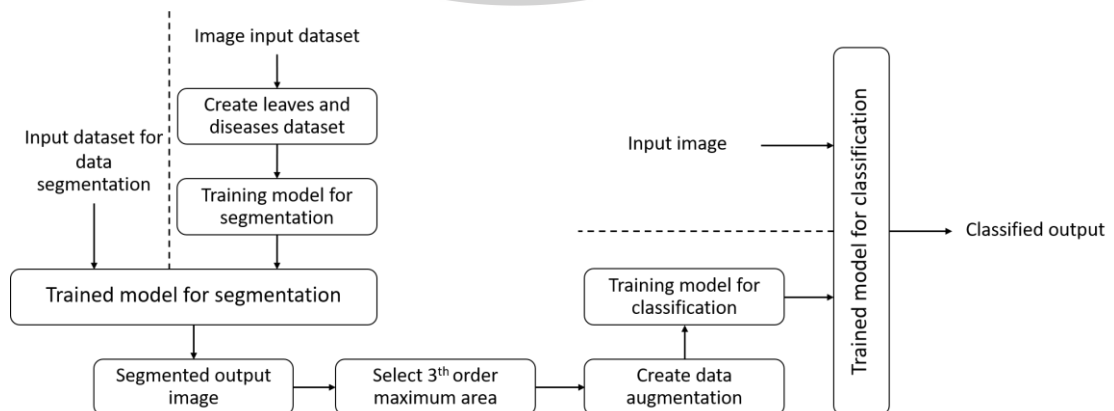 Image input dataset
Create leaves and
diseases dataset
Input dataset for
data
segmentation
Training model for
segmentation
Trained model for segmentation
Segmented output
image
Select 3th order
maximum area
Create data
augmentation
Training model for
classification
Input image
Trained model for classification
Classified output